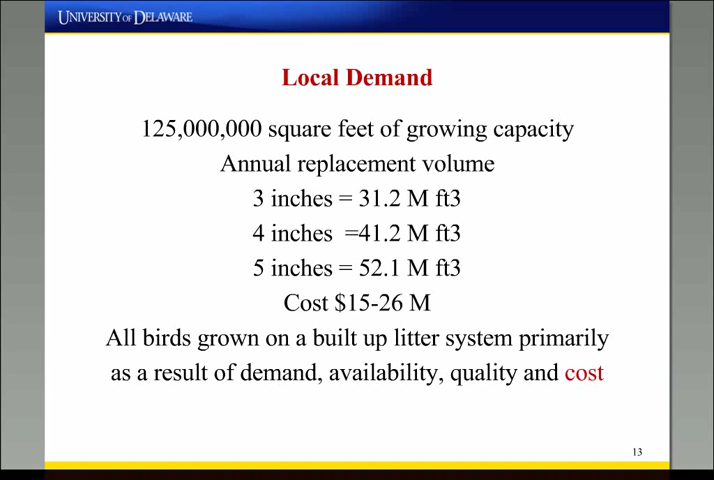 UNIVERSITY OF DELAWARE
Local Demand
125,000,000 square feet of growing capacity
Annual replacement volume
3 inches = 31.2 M ft3
4 inches  =41.2 M ft3
5 inches = 52.1 M ft3
Cost $15-26 M
All birds grown on a built up litter system primarily
as a result of demand, availability, quality and cost
13